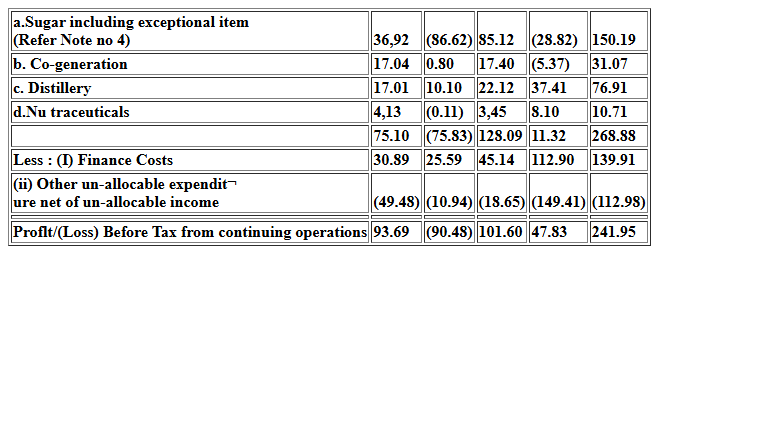 a.Sugar including exceptional item
(Refer Note no 4) 36,92 (86.62) 85.12 (28.82) 150.19
b. Co-generation 17.04 0.80 17.40 (5.37) 31.07
c. Distillery 17.01 10.10 22.12 37.41 76.91
d.Nu traceuticals 4,13 (0.11) 3,45 8.10 10.71
75.10 (75.83) 128.09 11.32 268.88
Less : (I) Finance Costs 30.89 25.59 45.14 112.90 139.91
(ii) Other un-allocable expendit¬
ure net of un-allocable income (49.48) (10.94) (18.65) (149.41) (112.98)
Proflt/(Loss) Before Tax from continuing operations 93.69 (90.48) 101.60 47.83 241.95